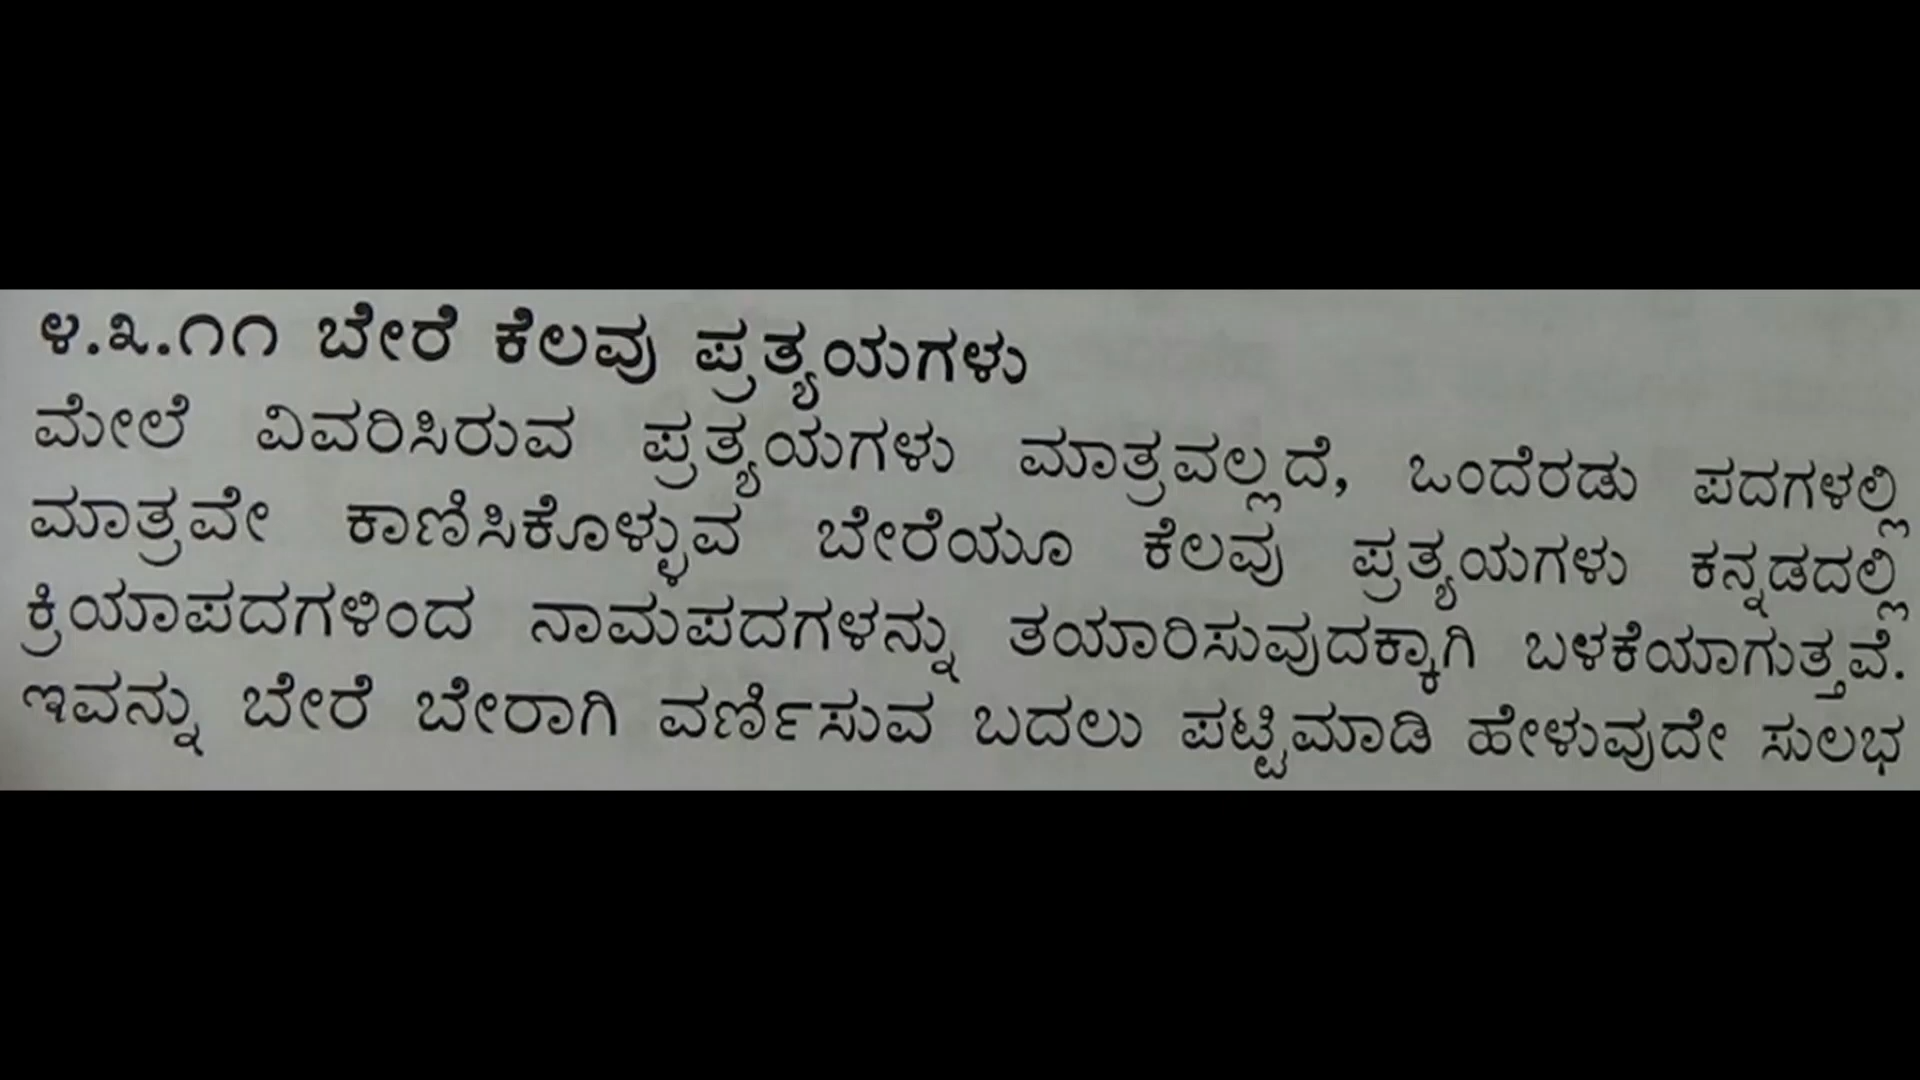 ೪.೩.೧೧ ಬೇರೆ ಕೆಲವು ಪ್ರತ್ಯಯಗಳು
ಮೇಲೆ ವಿವರಿಸಿರುವ ಪ್ರತ್ಯಯಗಳು ಮಾತ್ರವಲ್ಲದೆ, ಒಂದೆರಡು ಪದಗಳಲ್ಲಿ
ಮಾತ್ರವೇ ಕಾಣಿಸಿಕೊಳ್ಳುವ ಬೇರೆಯೂ ಕೆಲವು ಪ್ರತ್ಯಯಗಳು ಕನ್ನಡದಲ್ಲಿ
ಕ್ರಿಯಾಪದಗಳಿಂದ ನಾಮಪದಗಳನ್ನು ತಯಾರಿಸುವುದಕ್ಕಾಗಿ ಬಳಕೆಯಾಗುತ್ತವೆ.
ಇವನ್ನು ಬೇರೆ ಬೇರಾಗಿ ವರ್ಣಿಸುವ ಬದಲು ಪಟ್ಟಿಮಾಡಿ ಹೇಳುವುದೇ ಸುಲಭ